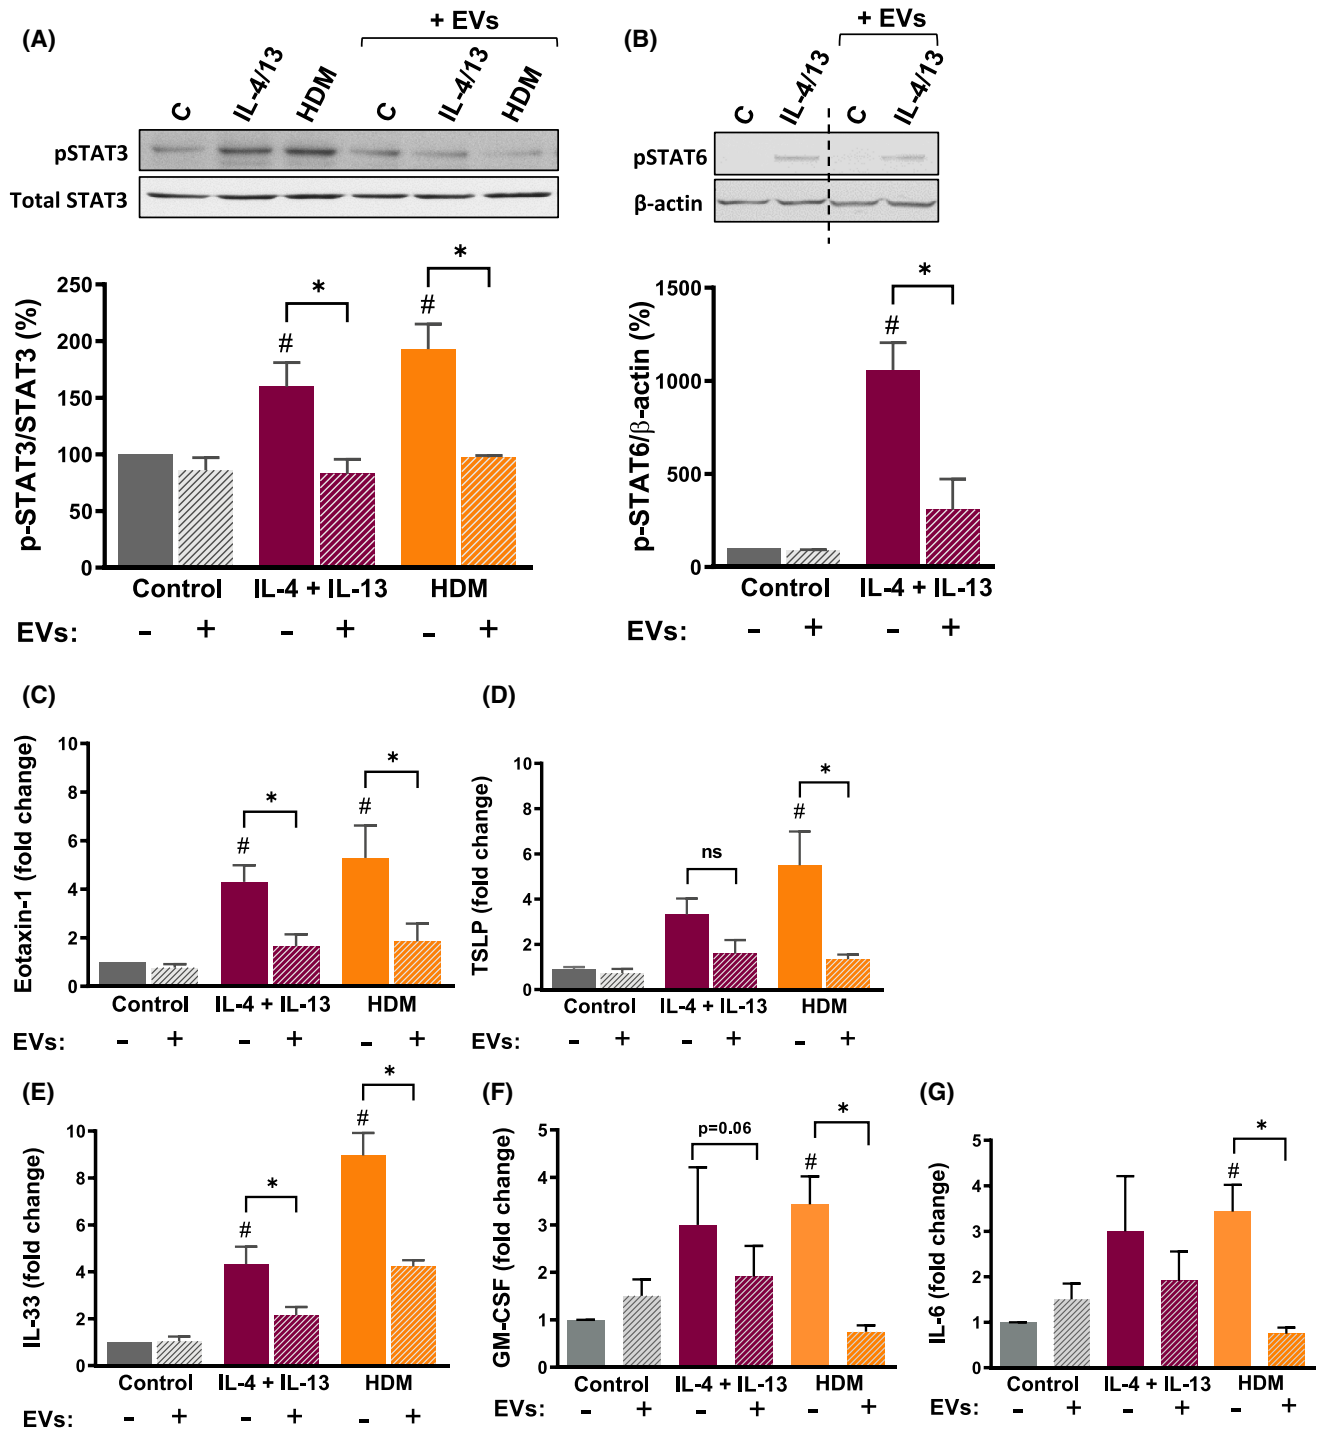 (A)
+ EVs
C IL-4/13 HDM C IL-4/13 HDM
pSTAT3
Total STAT3
p-STAT3/STAT3 (%)
250
200
150
100
50
0
# * # *
Control IL-4 + IL-13 HDM
EVs: - + - + - +
(B)
+ EVs
C IL-4/13 C IL-4/13
pSTAT6
β-actin
p-STAT6/β-actin (%)
1500
1000
500
0
# *
Control IL-4 + IL-13
EVs: - + - +
(C)
Eotaxin-1 (fold change)
10
8
6
4
2
0
# * # *
Control IL-4 + IL-13 HDM
EVs: - + - + - +
(D)
TSLP (fold change)
10
8
6
4
2
0
ns # *
Control IL-4 + IL-13 HDM
EVs: - + - + - +
(E)
IL-33 (fold change)
10
8
6
4
2
0
# * # *
Control IL-4 + IL-13 HDM
EVs: - + - + - +
(F)
GM-CSF (fold change)
5
4
3
2
1
0
p=0.06 # *
Control IL-4 + IL-13 HDM
EVs: - + - + - +
(G)
IL-6 (fold change)
5
4
3
2
1
0
# *
Control IL-4 + IL-13 HDM
EVs: - + - + - +